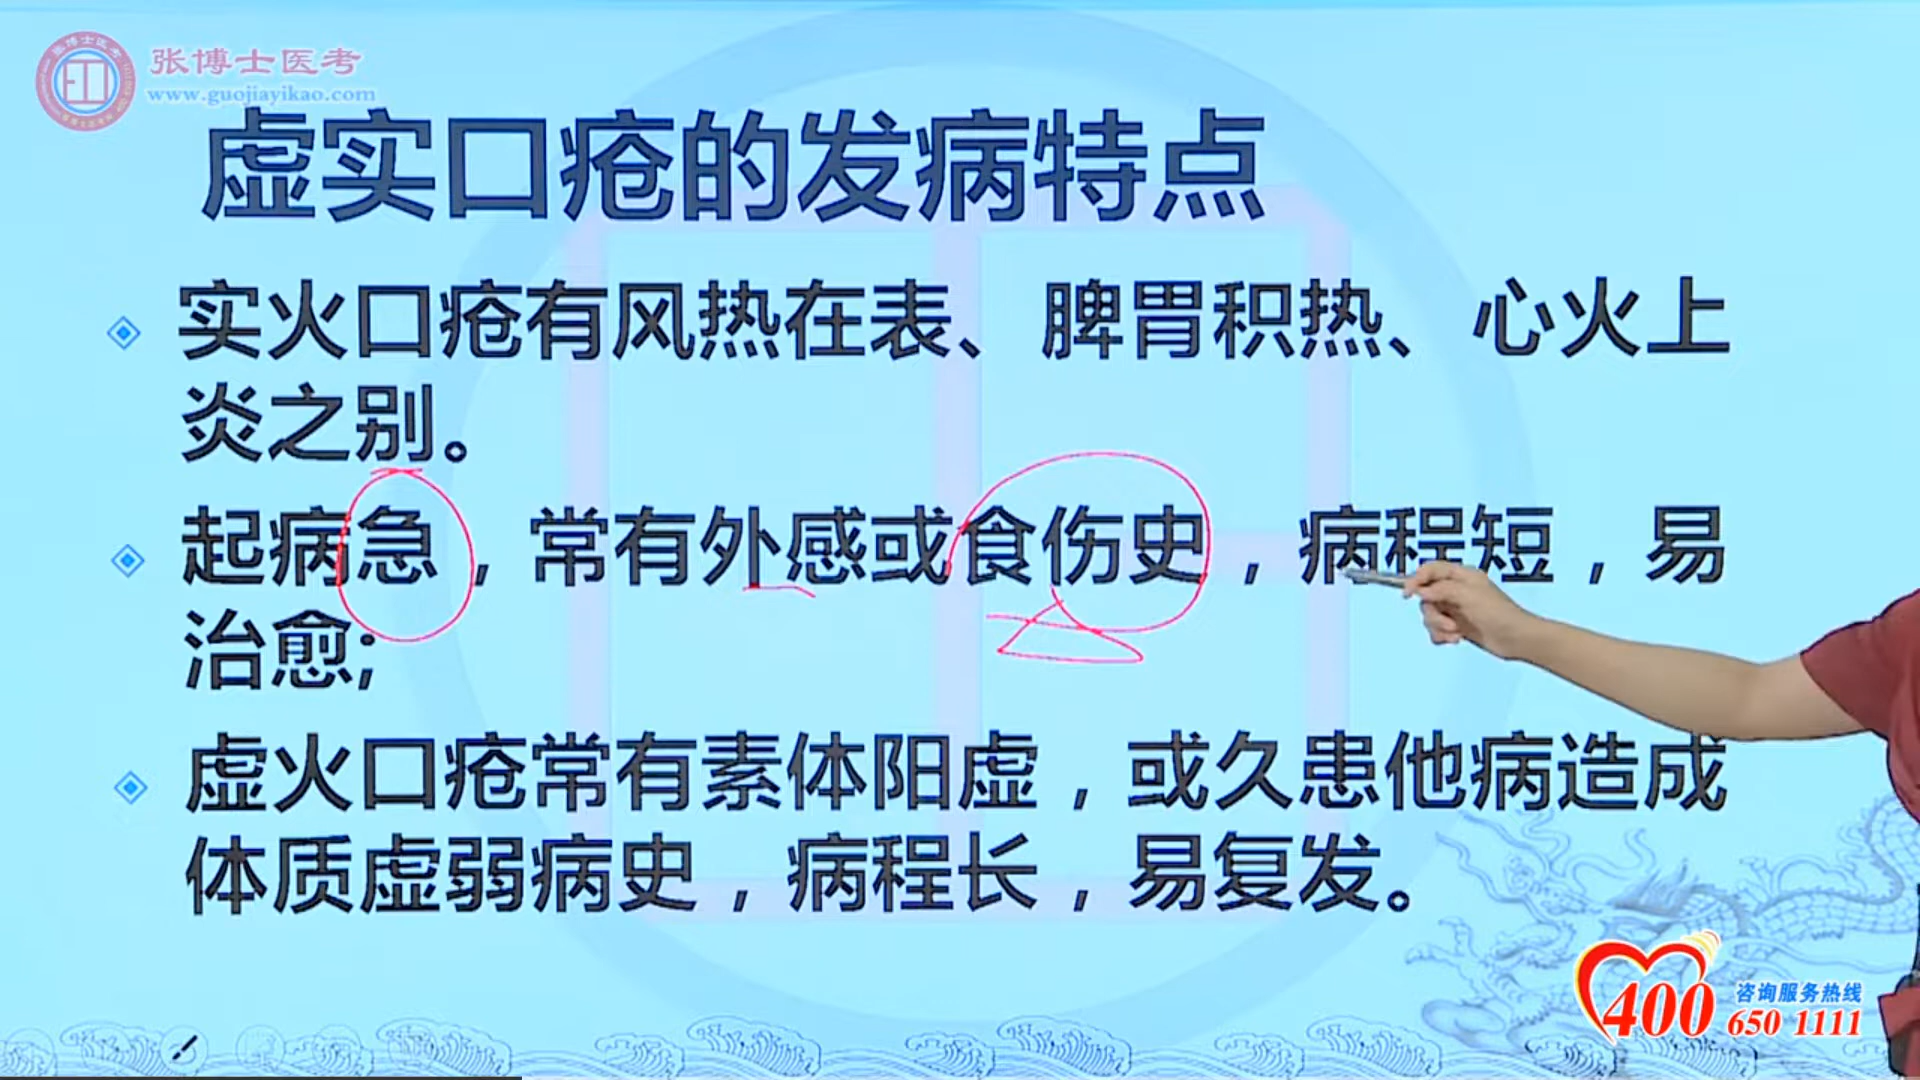 张博士医考
www.guojiayikao.com
虚实口疮的发病特点
实火口疮有风热在表、脾胃积热、心火上
炎之别。
起病急，常有外感或食伤史，病程短，易
治愈;
虚火口疮常有素体阳虚，或久患他病造成
体质虚弱病史，病程长，易复发。
400 咨询服务热线
650 1111